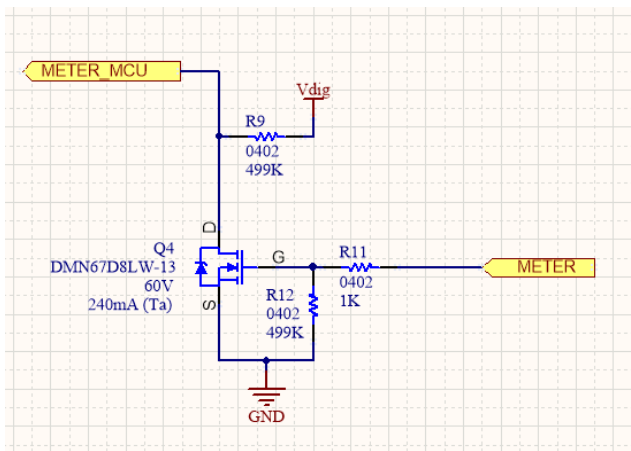 METER_MCU
Vdig
R9
0402
499K
D
Q4
DMN67D8LW-13
60V
240mA (Ta)
S
G
R11
0402
1K
METER
R12
0402
499K
GND